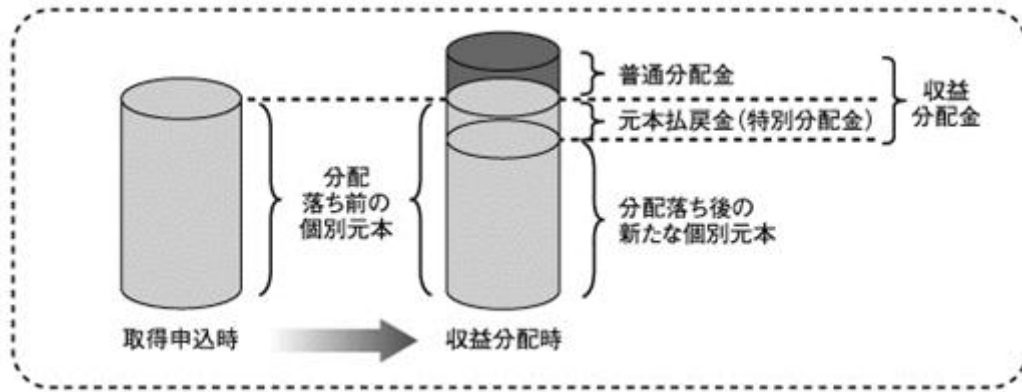 普通分配金
元本払戻金(特別分配金)
収益
分配金
分配
落ち前の
個別元本
分配落ち後の
新たな個別元本
取得申込時
収益分配時